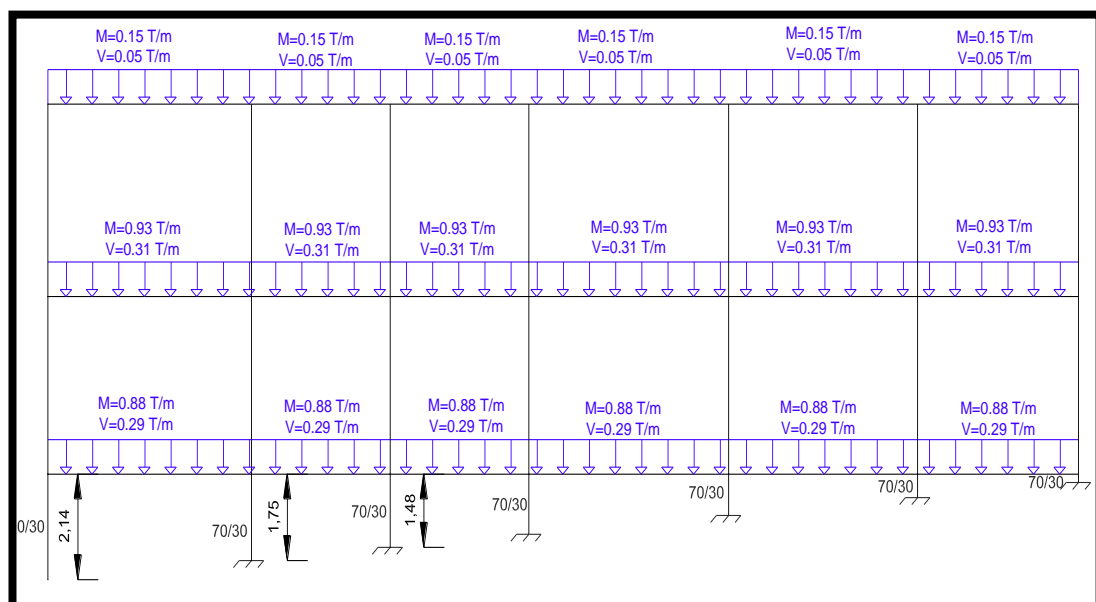 M=0.15 T/m
V=0.05 T/m
M=0.15 T/m
V=0.05 T/m
M=0.15 T/m
V=0.05 T/m
M=0.15 T/m
V=0.05 T/m
M=0.15 T/m
V=0.05 T/m
M=0.15 T/m
V=0.05 T/m
M=0.93 T/m
V=0.31 T/m
M=0.93 T/m
V=0.31 T/m
M=0.93 T/m
V=0.31 T/m
M=0.93 T/m
V=0.31 T/m
M=0.93 T/m
V=0.31 T/m
M=0.93 T/m
V=0.31 T/m
M=0.88 T/m
V=0.29 T/m
M=0.88 T/m
V=0.29 T/m
M=0.88 T/m
V=0.29 T/m
M=0.88 T/m
V=0.29 T/m
M=0.88 T/m
V=0.29 T/m
M=0.88 T/m
V=0.29 T/m
0/30
2,14
70/30
1,75
70/30
1,48
70/30
70/30
70/30
70/30